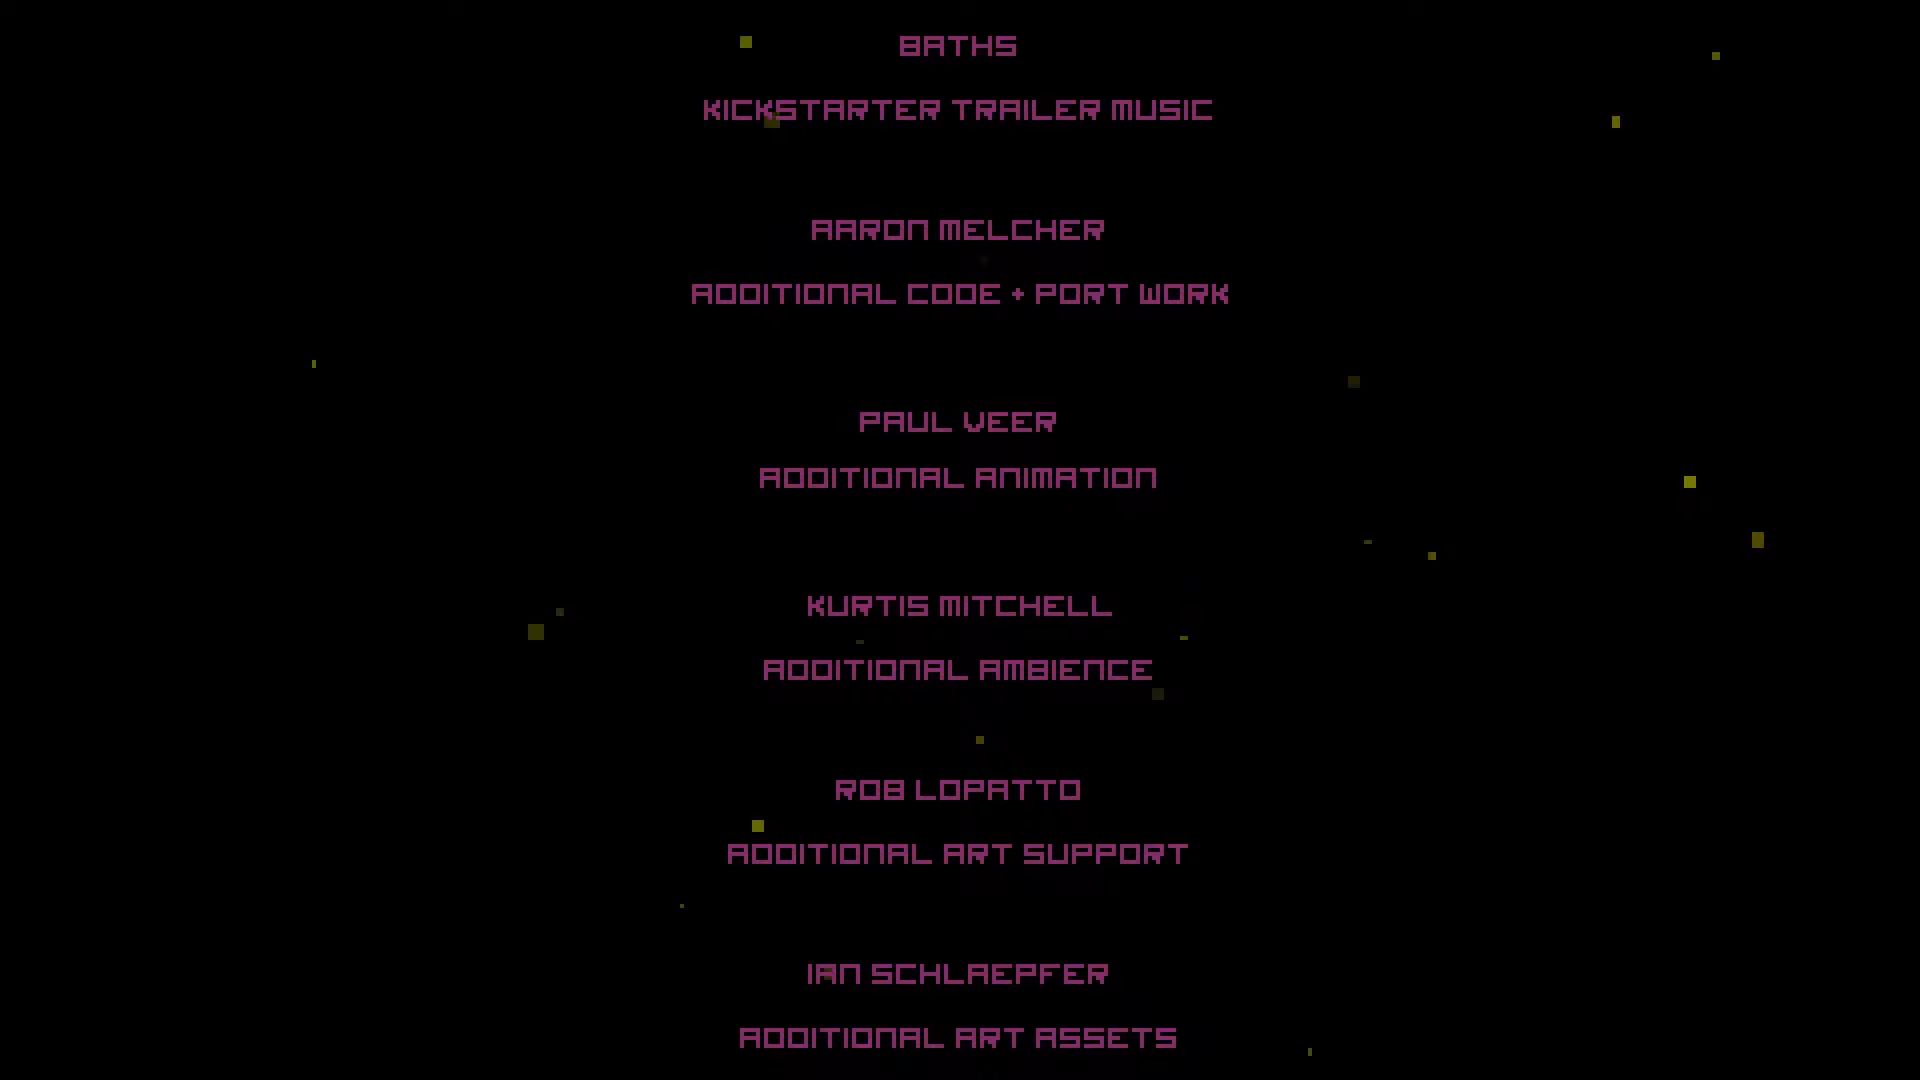 BATHS
KICKSTARTER TRAILER MUSIC
AARON MELCHER
ADDITIONAL CODE + PORT WORK
PAUL VEER
ADDITIONAL ANIMATION
KURTIS MITCHELL
ADDITIONAL AMBIENCE
ROB LOPATTO
ADDITIONAL ART SUPPORT
IAN SCHLAEPFER
ADDITIONAL ART ASSETS